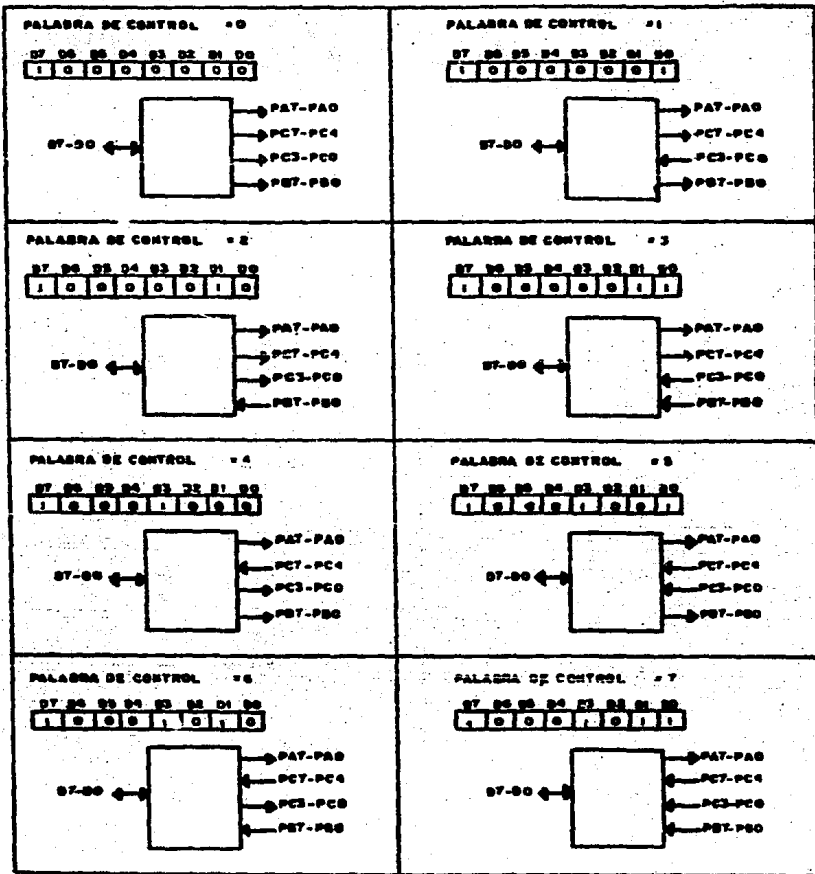 PALABRA DE CONTROL = 0
D7 D6 D5 D4 D3 D2 D1 D0
1 0 0 0 0 0 0 0
D7-D0
PA7-PA0
PC7-PC4
PC3-PC0
PB7-PB0
PALABRA DE CONTROL = 1
D7 D6 D5 D4 D3 D2 D1 D0
1 0 0 0 0 0 0 1
D7-D0
PA7-PA0
PC7-PC4
PC3-PC0
PB7-PB0
PALABRA DE CONTROL = 2
D7 D6 D5 D4 D3 D2 D1 D0
1 0 0 0 0 0 1 0
D7-D0
PA7-PA0
PC7-PC4
PC3-PC0
PB7-PB0
PALABRA DE CONTROL = 3
D7 D6 D5 D4 D3 D2 D1 D0
1 0 0 0 0 0 1 1
D7-D0
PA7-PA0
PC7-PC4
PC3-PC0
PB7-PB0
PALABRA DE CONTROL = 4
D7 D6 D5 D4 D3 D2 D1 D0
1 0 0 0 1 0 0 0
D7-D0
PA7-PA0
PC7-PC4
PC3-PC0
PB7-PB0
PALABRA DE CONTROL = 5
D7 D6 D5 D4 D3 D2 D1 D0
1 0 0 0 1 0 0 1
D7-D0
PA7-PA0
PC7-PC4
PC3-PC0
PB7-PB0
PALABRA DE CONTROL = 6
D7 D6 D5 D4 D3 D2 D1 D0
1 0 0 0 1 0 1 0
D7-D0
PA7-PA0
PC7-PC4
PC3-PC0
PB7-PB0
PALABRA DE CONTROL = 7
D7 D6 D5 D4 D3 D2 D1 D0
1 0 0 0 1 0 1 1
D7-D0
PA7-PA0
PC7-PC4
PC3-PC0
PB7-PB0